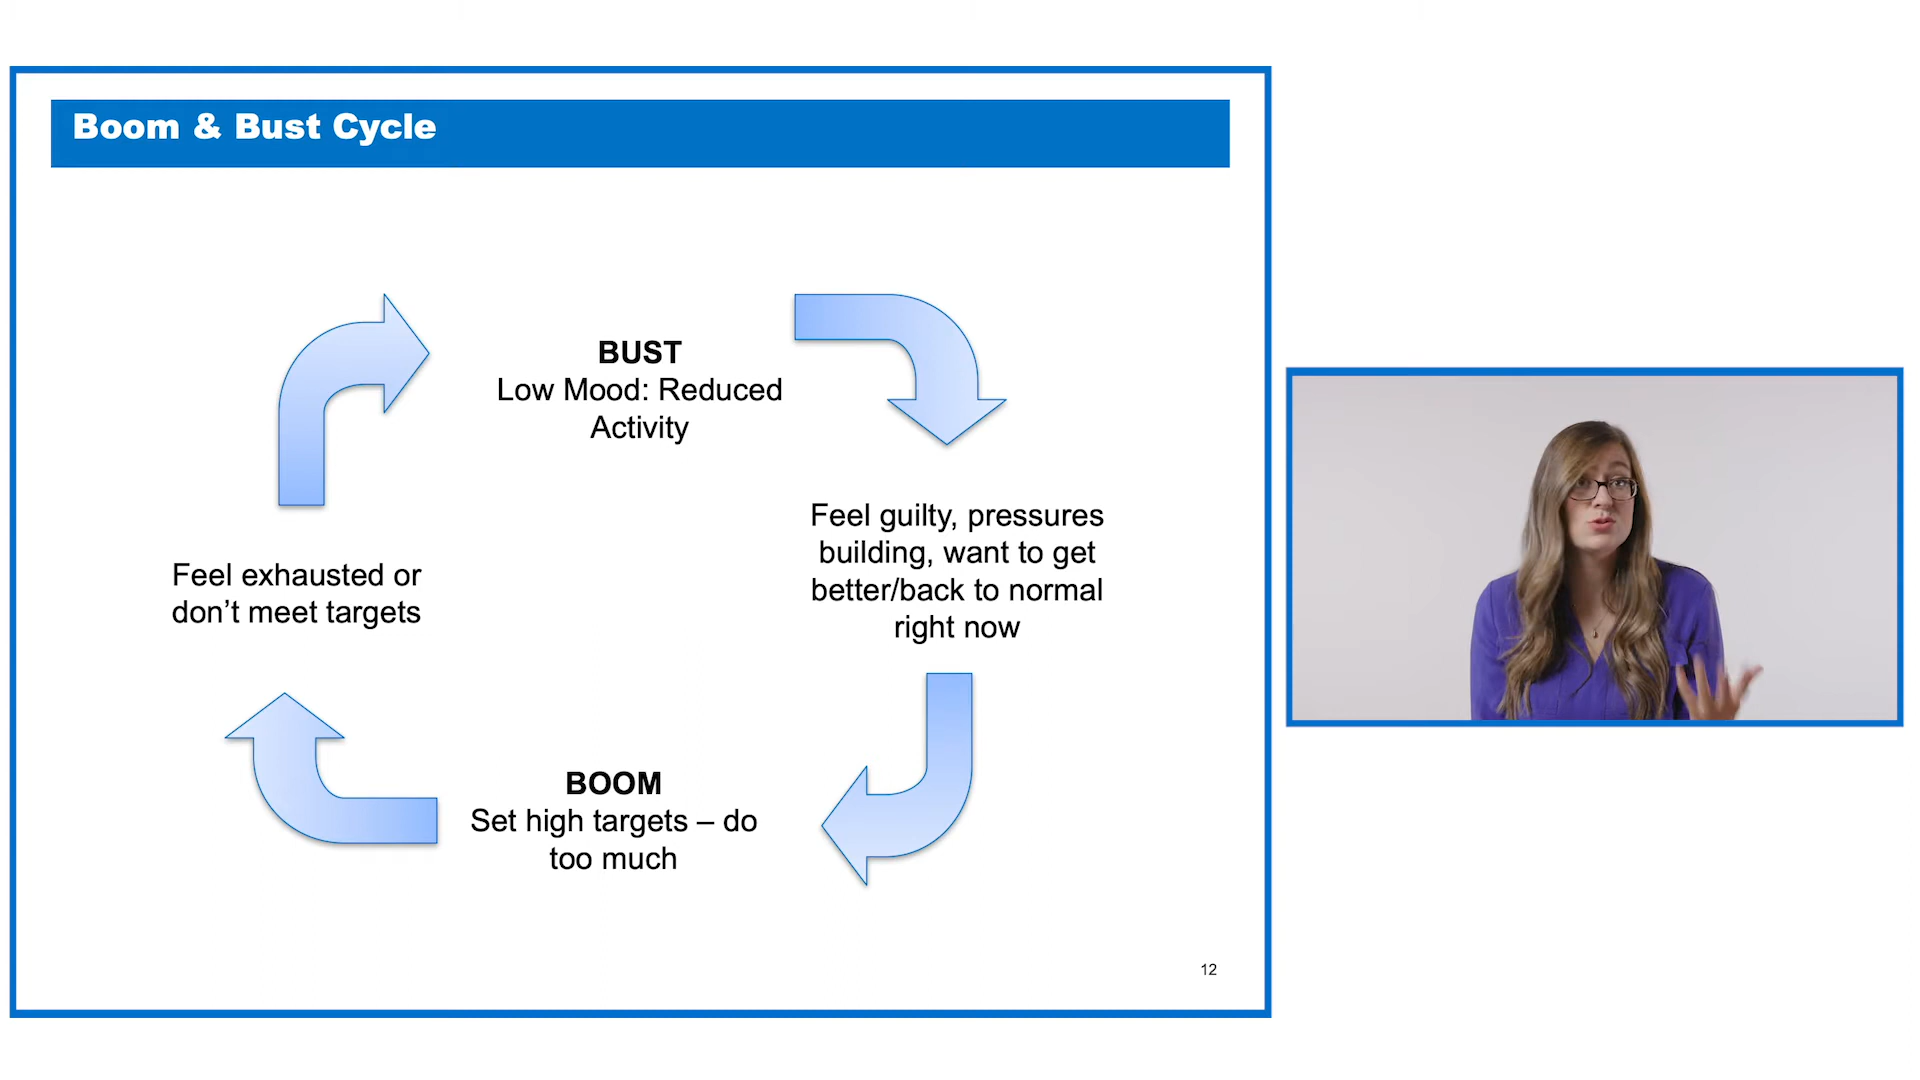 Boom & Bust Cycle
BUST
Low Mood: Reduced
Activity
Feel guilty, pressures
building, want to get
better/back to normal
right now
Feel exhausted or
don’t meet targets
BOOM
Set high targets – do
too much
12